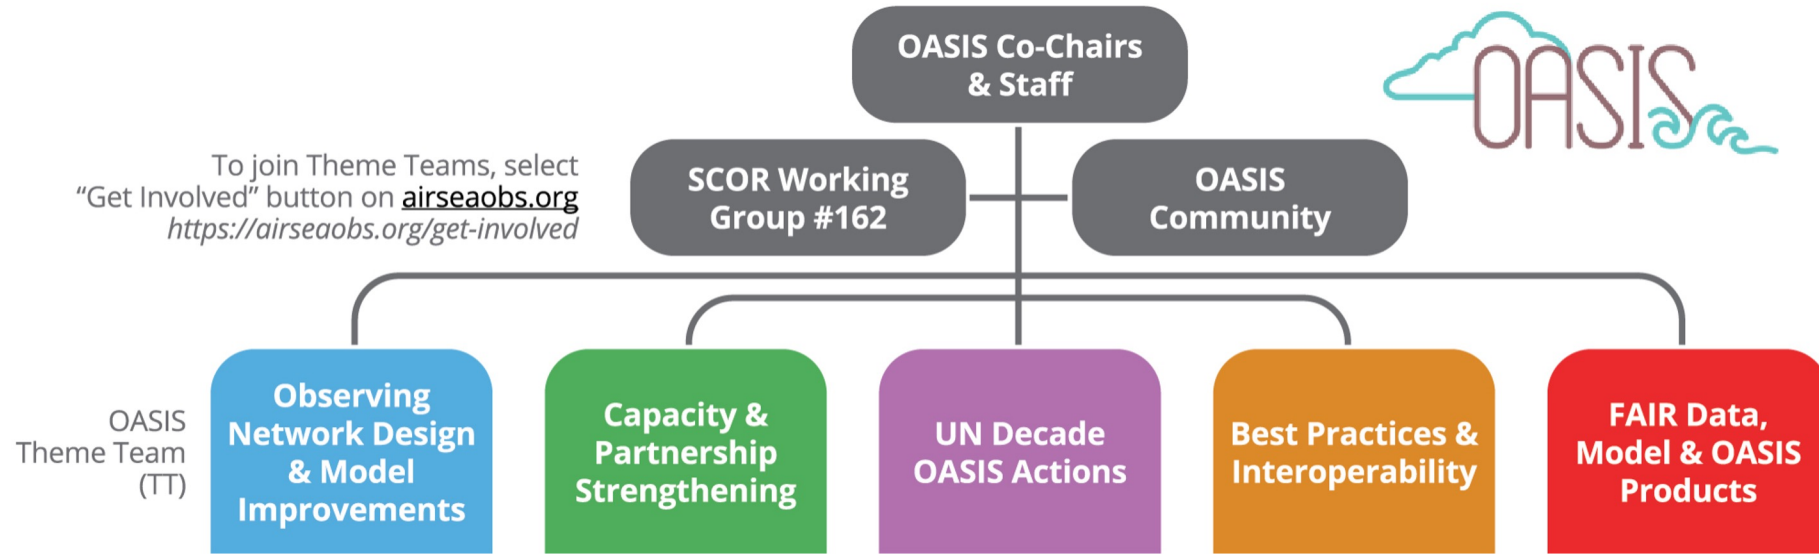 OASIS Co-Chairs
& Staff
OASIS
To join Theme Teams, select
“Get Involved” button on airseaobs.org
https://airseaobs.org/get-involved
SCOR Working
Group #162
OASIS
Community
OASIS
Theme Team
(TT)
Observing
Network Design
& Model
Improvements
Capacity &
Partnership
Strengthening
UN Decade
OASIS Actions
Best Practices &
Interoperability
FAIR Data,
Model & OASIS
Products